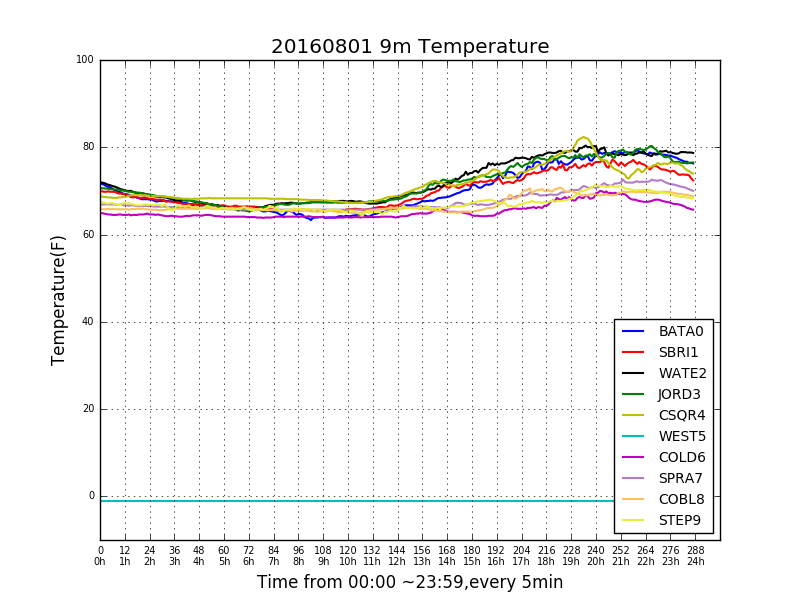 20160801 9m Temperature
100
80
60
40
20
0
Temperature(F)
BATA0
SBRI1
WATE2
JORD3
CSQR4
WEST5
COLD6
SPRA7
COBL8
STEP9
0 12 24 36 48 60 72 84 96 108 120 132 144 156 168 180 192 204 216 228 240 252 264 276 288
0h 1h 2h 3h 4h 5h 6h 7h 8h 9h 10h 11h 12h 13h 14h 15h 16h 17h 18h 19h 20h 21h 22h 23h 24h
Time from 00:00 ~23:59,every 5min